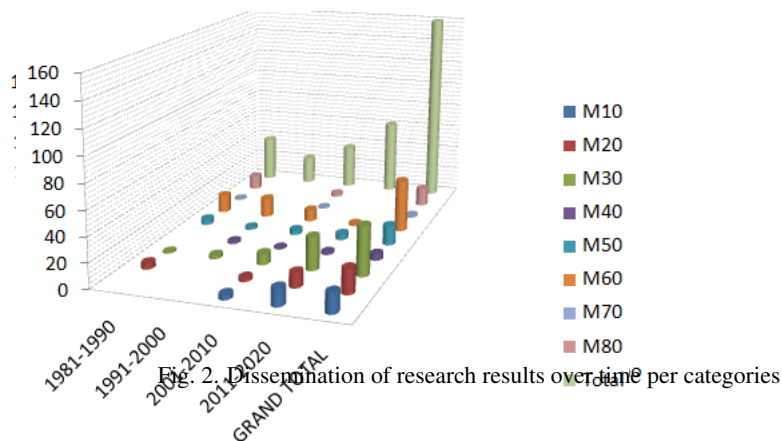 160
140
120
100
80
60
40
20
0
1981-1990
1991-2000
2001-2010
2011-2020
GRAND TOTAL
M10
M20
M30
M40
M50
M60
M70
M80
Total
Fig. 2. Dissemination of research results over time per categories